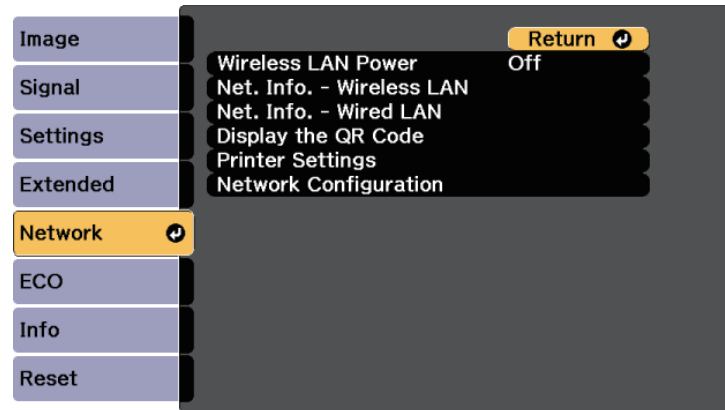 Image
Signal
Settings
Extended
Network
ECO
Info
Reset
Return
Wireless LAN Power Off
Net. Info. - Wireless LAN
Net. Info. - Wired LAN
Display the QR Code
Printer Settings
Network Configuration